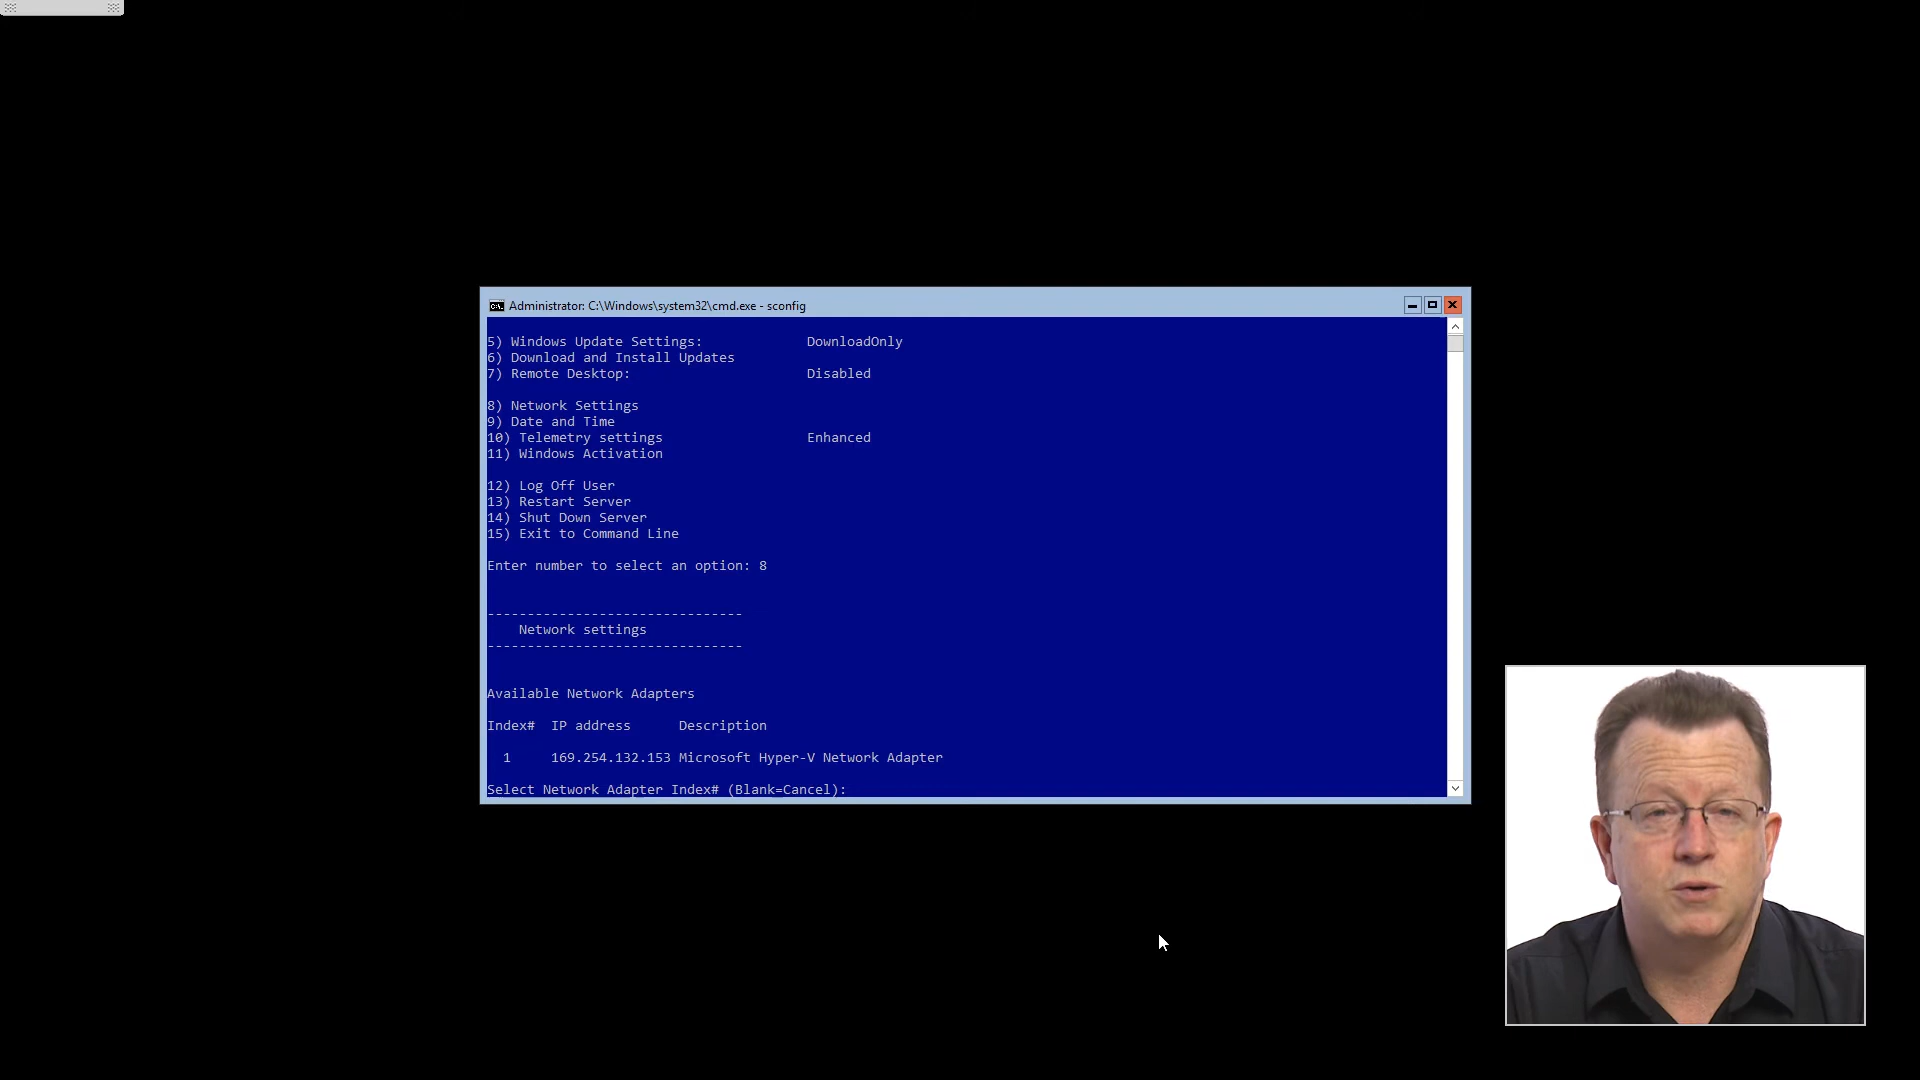 Administrator: C:\Windows\system32\cmd.exe - sconfig
5) Windows Update Settings: DownloadOnly
6) Download and Install Updates
7) Remote Desktop: Disabled
8) Network Settings
9) Date and Time
10) Telemetry settings Enhanced
11) Windows Activation
12) Log Off User
13) Restart Server
14) Shut Down Server
15) Exit to Command Line
Enter number to select an option: 8
--------------------------------
Network settings
--------------------------------
Available Network Adapters
Index# IP address Description
1 169.254.132.153 Microsoft Hyper-V Network Adapter
Select Network Adapter Index# (Blank=Cancel):